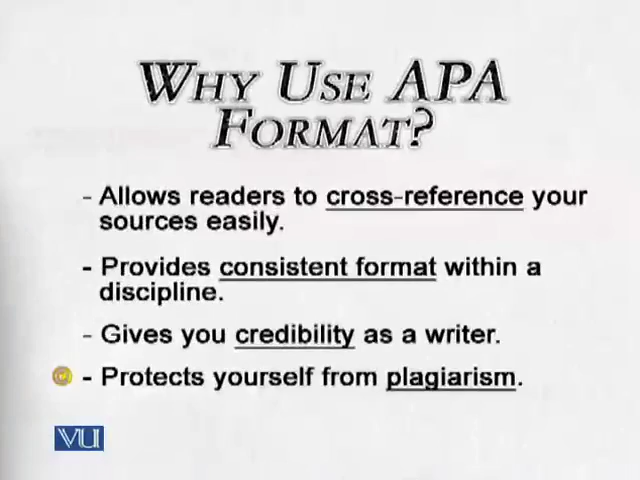 WHY USE APA
FORMAT?
- Allows readers to cross-reference your
sources easily.
- Provides consistent format within a
discipline.
- Gives you credibility as a writer.
- Protects yourself from plagiarism.
VU